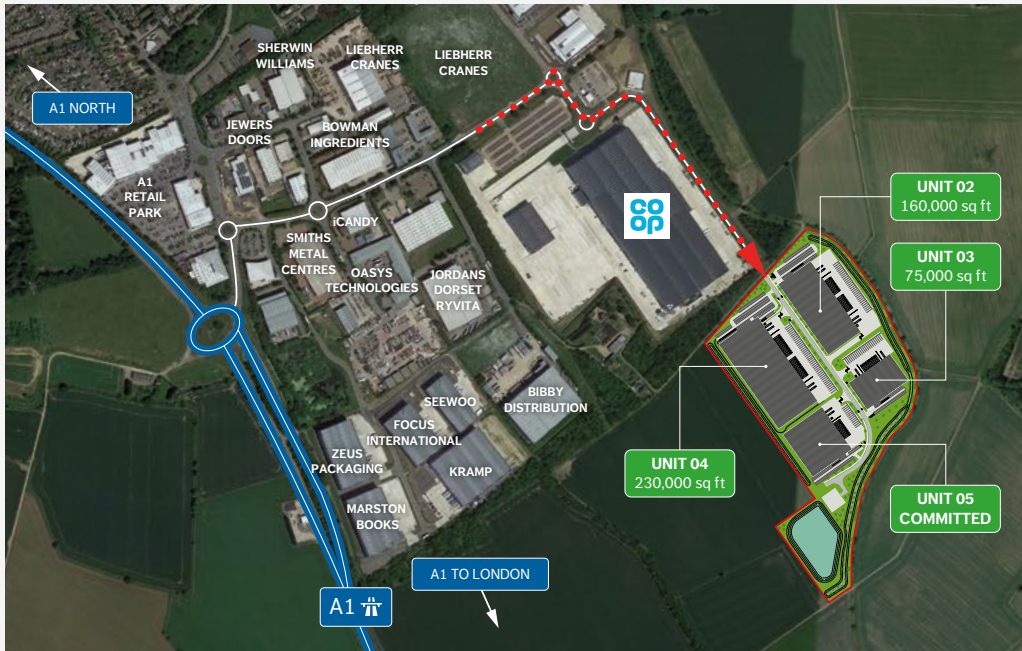 SHERWIN
WILLIAMS
LIEBHERR
CRANES
LIEBHERR
CRANES
A1 NORTH
JEWERS
DOORS
BOWMAN
INGREDIENTS
A1
RETAIL
PARK
iCANDY
SMITHS
METAL
CENTRES
OASYS
TECHNOLOGIES
JORDANS
DORSET
RYVITA
CO
OP
UNIT 02
160,000 sq ft
UNIT 03
75,000 sq ft
SEEWOO
BIBBY
DISTRIBUTION
FOCUS
INTERNATIONAL
ZEUS
PACKAGING
KRAMP
MARSTON
BOOKS
UNIT 04
230,000 sq ft
UNIT 05
COMMITTED
A1 TO LONDON
A1